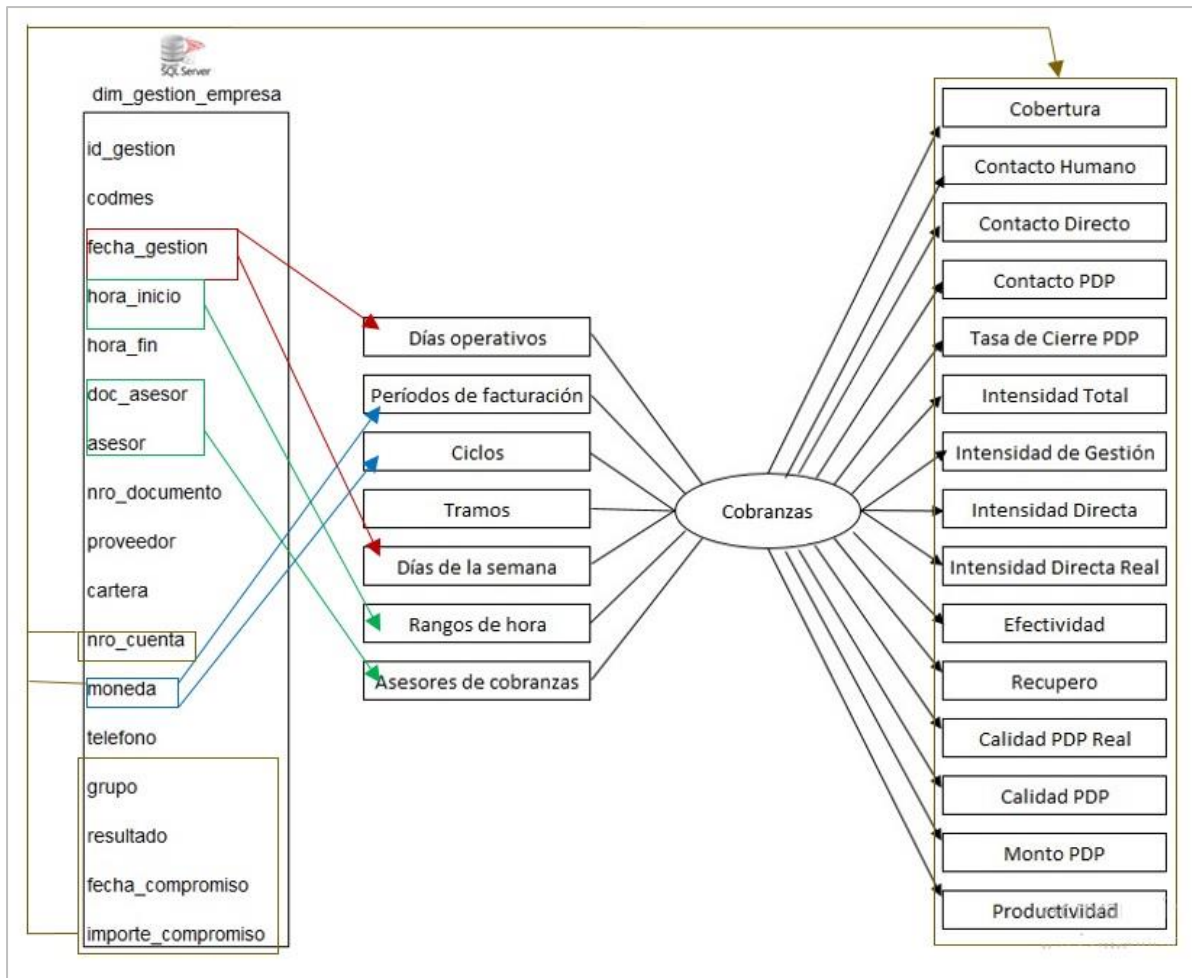 SQL Server
dim_gestion_empresa
id_gestion
codmes
fecha_gestion
hora_inicio
hora_fin
doc_asesor
asesor
nro_documento
proveedor
cartera
nro_cuenta
moneda
telefono
grupo
resultado
fecha_compromiso
importe_compromiso
Días operativos
Períodos de facturación
Ciclos
Tramos
Días de la semana
Rangos de hora
Asesores de cobranzas
Cobranzas
Cobertura
Contacto Humano
Contacto Directo
Contacto PDP
Tasa de Cierre PDP
Intensidad Total
Intensidad de Gestión
Intensidad Directa
Intensidad Directa Real
Efectividad
Recupero
Calidad PDP Real
Calidad PDP
Monto PDP
Productividad